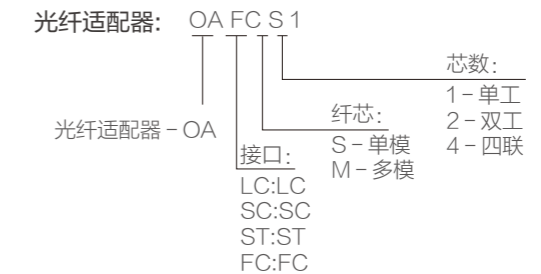 光纤适配器: OA FC S 1
光纤适配器 – OA
接口:
LC:LC
SC:SC
ST:ST
FC:FC
纤芯:
S – 单模
M – 多模
芯数:
1 – 单工
2 – 双工
4 – 四联